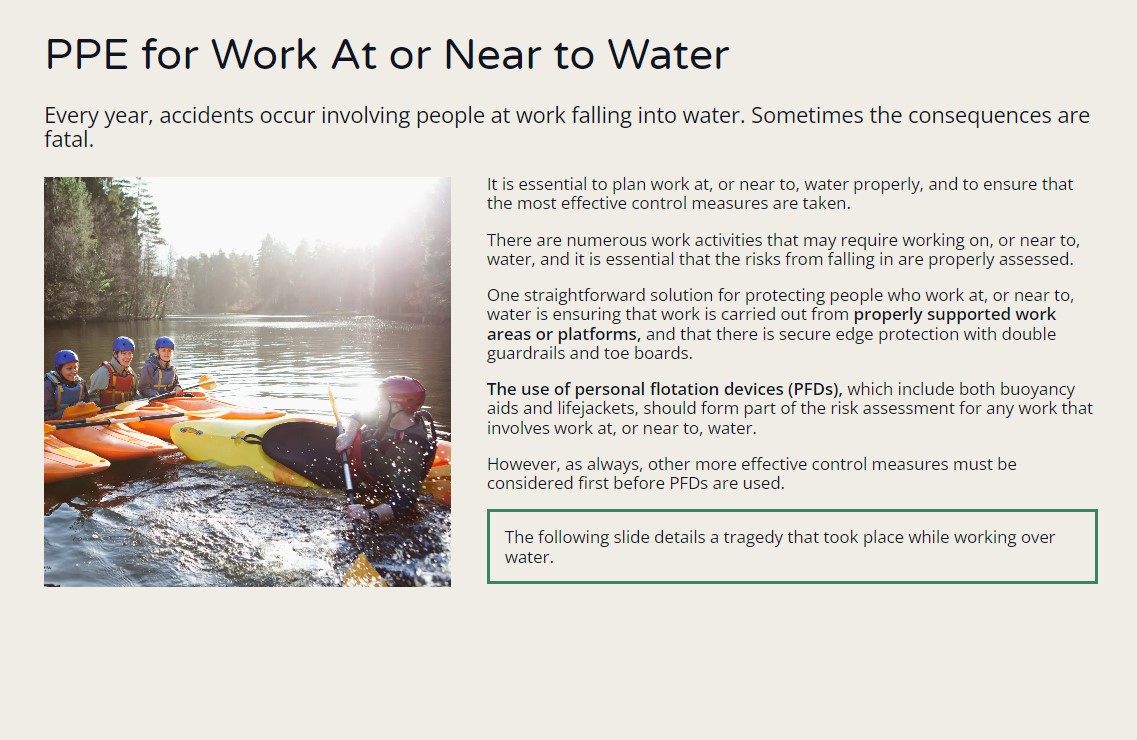 PPE for Work At or Near to Water
Every year, accidents occur involving people at work falling into water. Sometimes the consequences are
fatal.
It is essential to plan work at, or near to, water properly, and to ensure that
the most effective control measures are taken.
There are numerous work activities that may require working on, or near to,
water, and it is essential that the risks from falling in are properly assessed.
One straightforward solution for protecting people who work at, or near to,
water is ensuring that work is carried out from properly supported work
areas or platforms, and that there is secure edge protection with double
guardrails and toe boards.
The use of personal flotation devices (PFDs), which include both buoyancy
aids and lifejackets, should form part of the risk assessment for any work that
involves work at, or near to, water.
However, as always, other more effective control measures must be
considered first before PFDs are used.
The following slide details a tragedy that took place while working over
water.